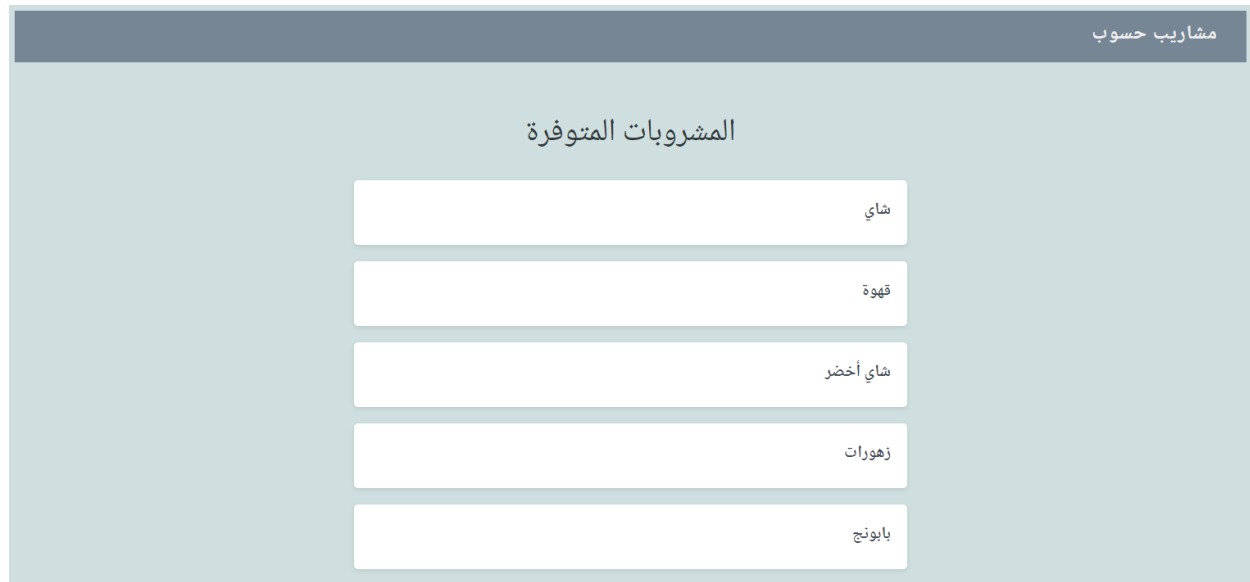 مشاريب حسوب
المشروبات المتوفرة
شاي
قهوة
شاي أخضر
زهورات
بابونج